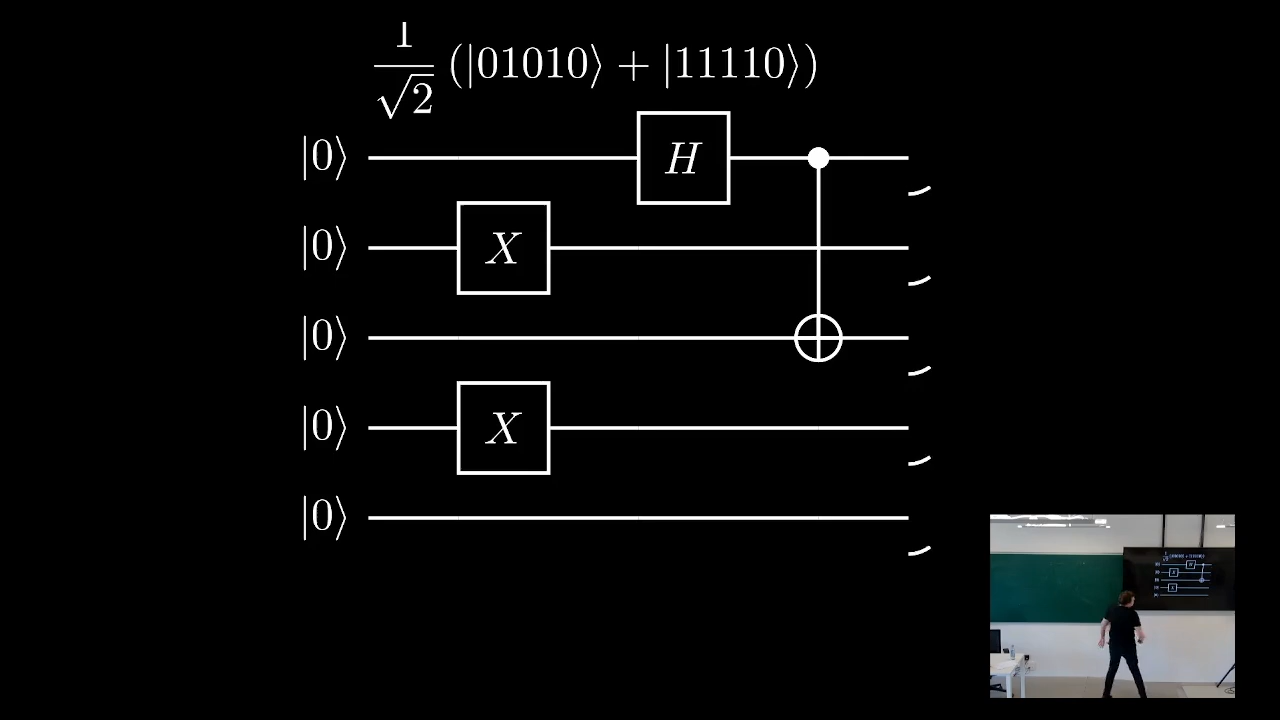 1/√2 (|01010⟩ + |11110⟩)
|0⟩ H
|0⟩ X
|0⟩
|0⟩ X
|0⟩